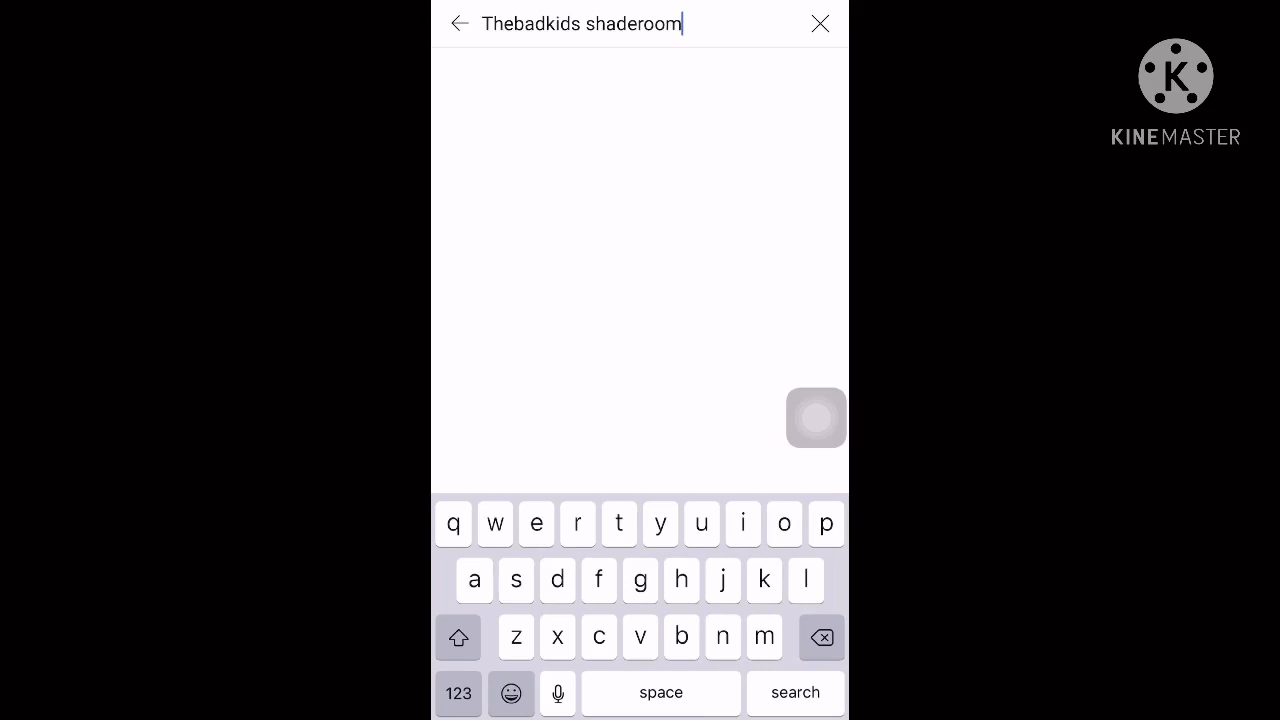 Thebadkids shaderoom
K
KINEMASTER
q w e r t y u i o p
a s d f g h j k l
z x c v b n m
123 space search